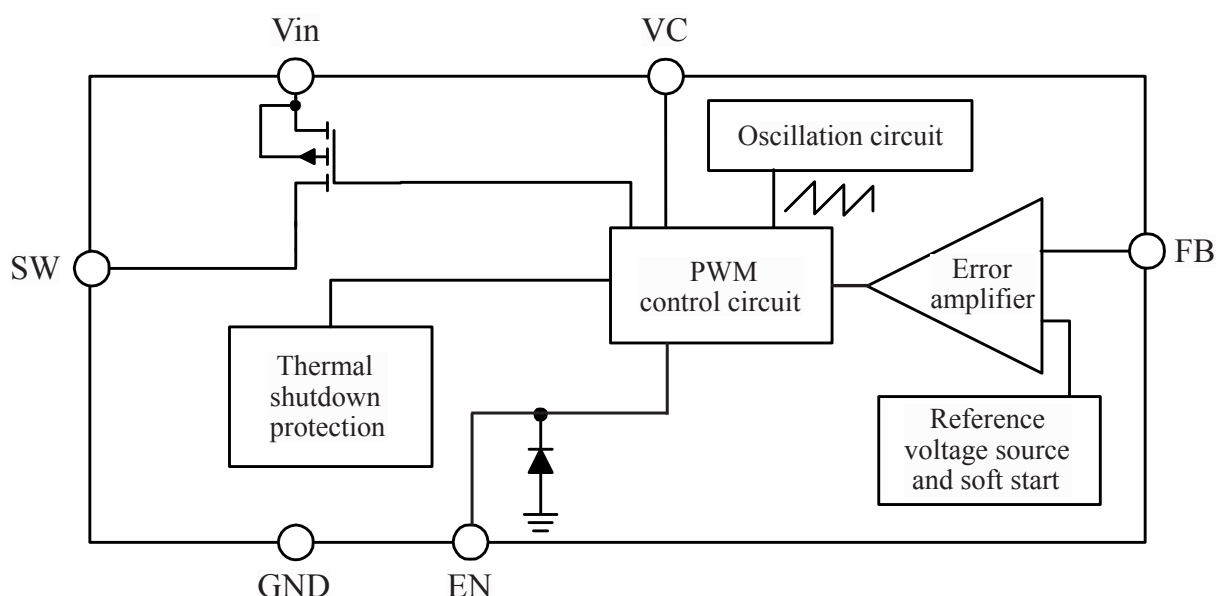 Vin
VC
Oscillation circuit
SW
PWM
control circuit
Error
amplifier
FB
Thermal
shutdown
protection
Reference
voltage source
and soft start
GND
EN